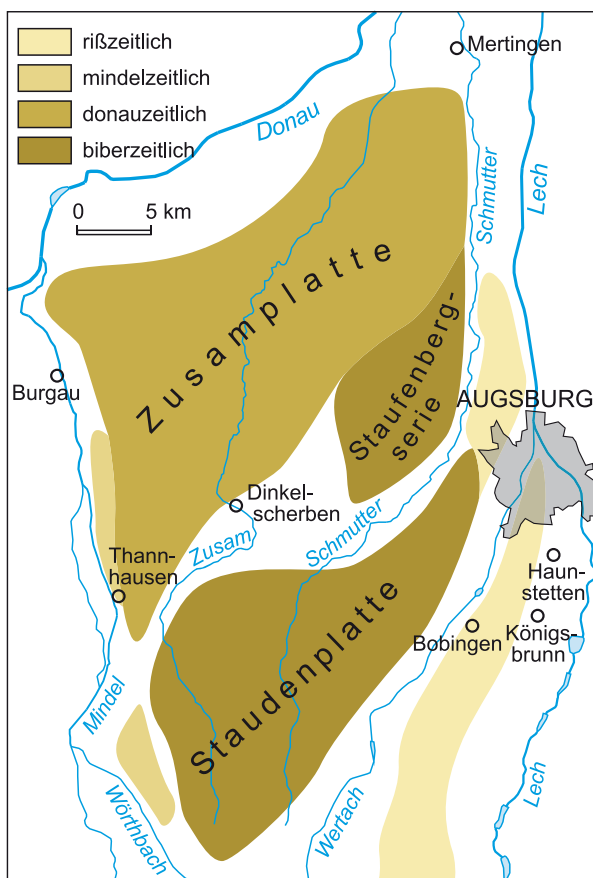 rißzeitlich
mindelzeitlich
donauzeitlich
biberzeitlich
0 5 km
Donau
Mertingen
Schmutter
Lech
Zusamplatte
Staufenberg-
serie
Burgau
AUGSBURG
Dinkel-
scherben
Zusam
Schmutter
Thann-
hausen
Haun-
stetten
Königs-
brunn
Bobingen
Staudenplatte
Mindel
Wörthbach
Wertach
Lech